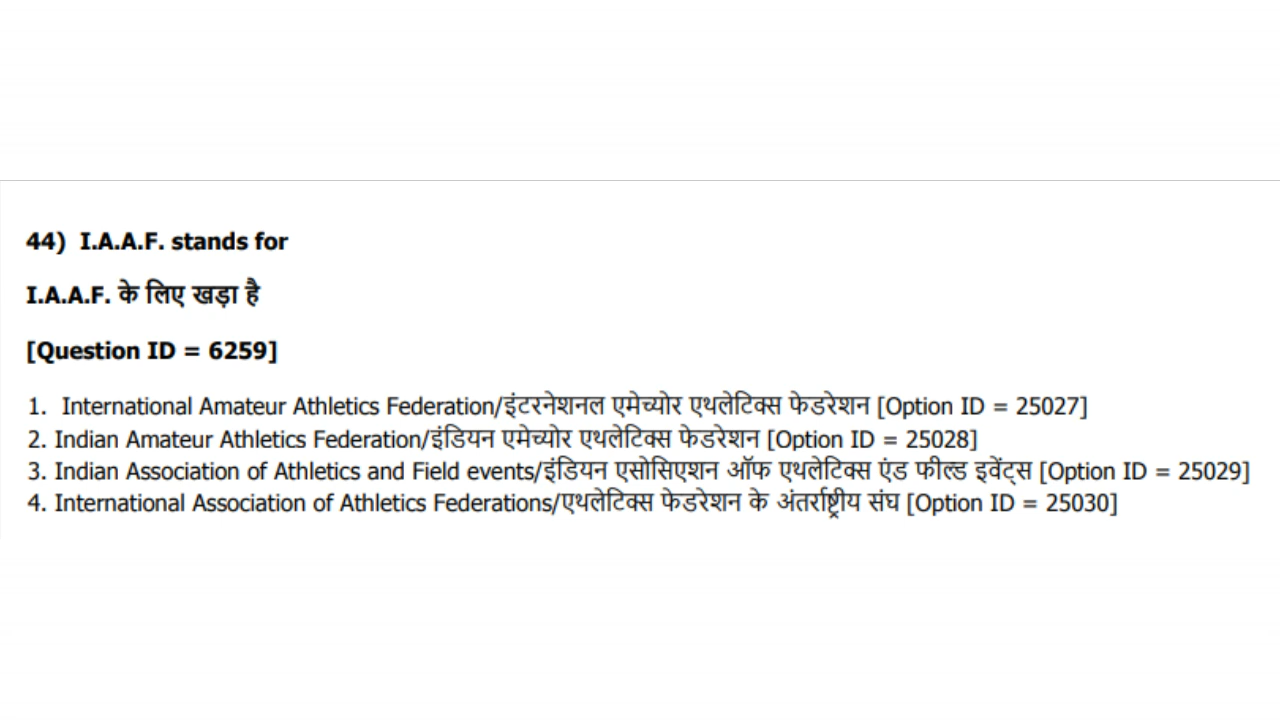 44) I.A.A.F. stands for
I.A.A.F. के लिए खड़ा है
[Question ID = 6259]
1. International Amateur Athletics Federation/इंटरनेशनल एमेच्योर एथलेटिक्स फेडरेशन [Option ID = 25027]
2. Indian Amateur Athletics Federation/इंडियन एमेच्योर एथलेटिक्स फेडरेशन [Option ID = 25028]
3. Indian Association of Athletics and Field events/इंडियन एसोसिएशन ऑफ एथलेटिक्स एंड फील्ड इवेंट्स [Option ID = 25029]
4. International Association of Athletics Federations/एथलेटिक्स फेडरेशन के अंतर्राष्ट्रीय संघ [Option ID = 25030]